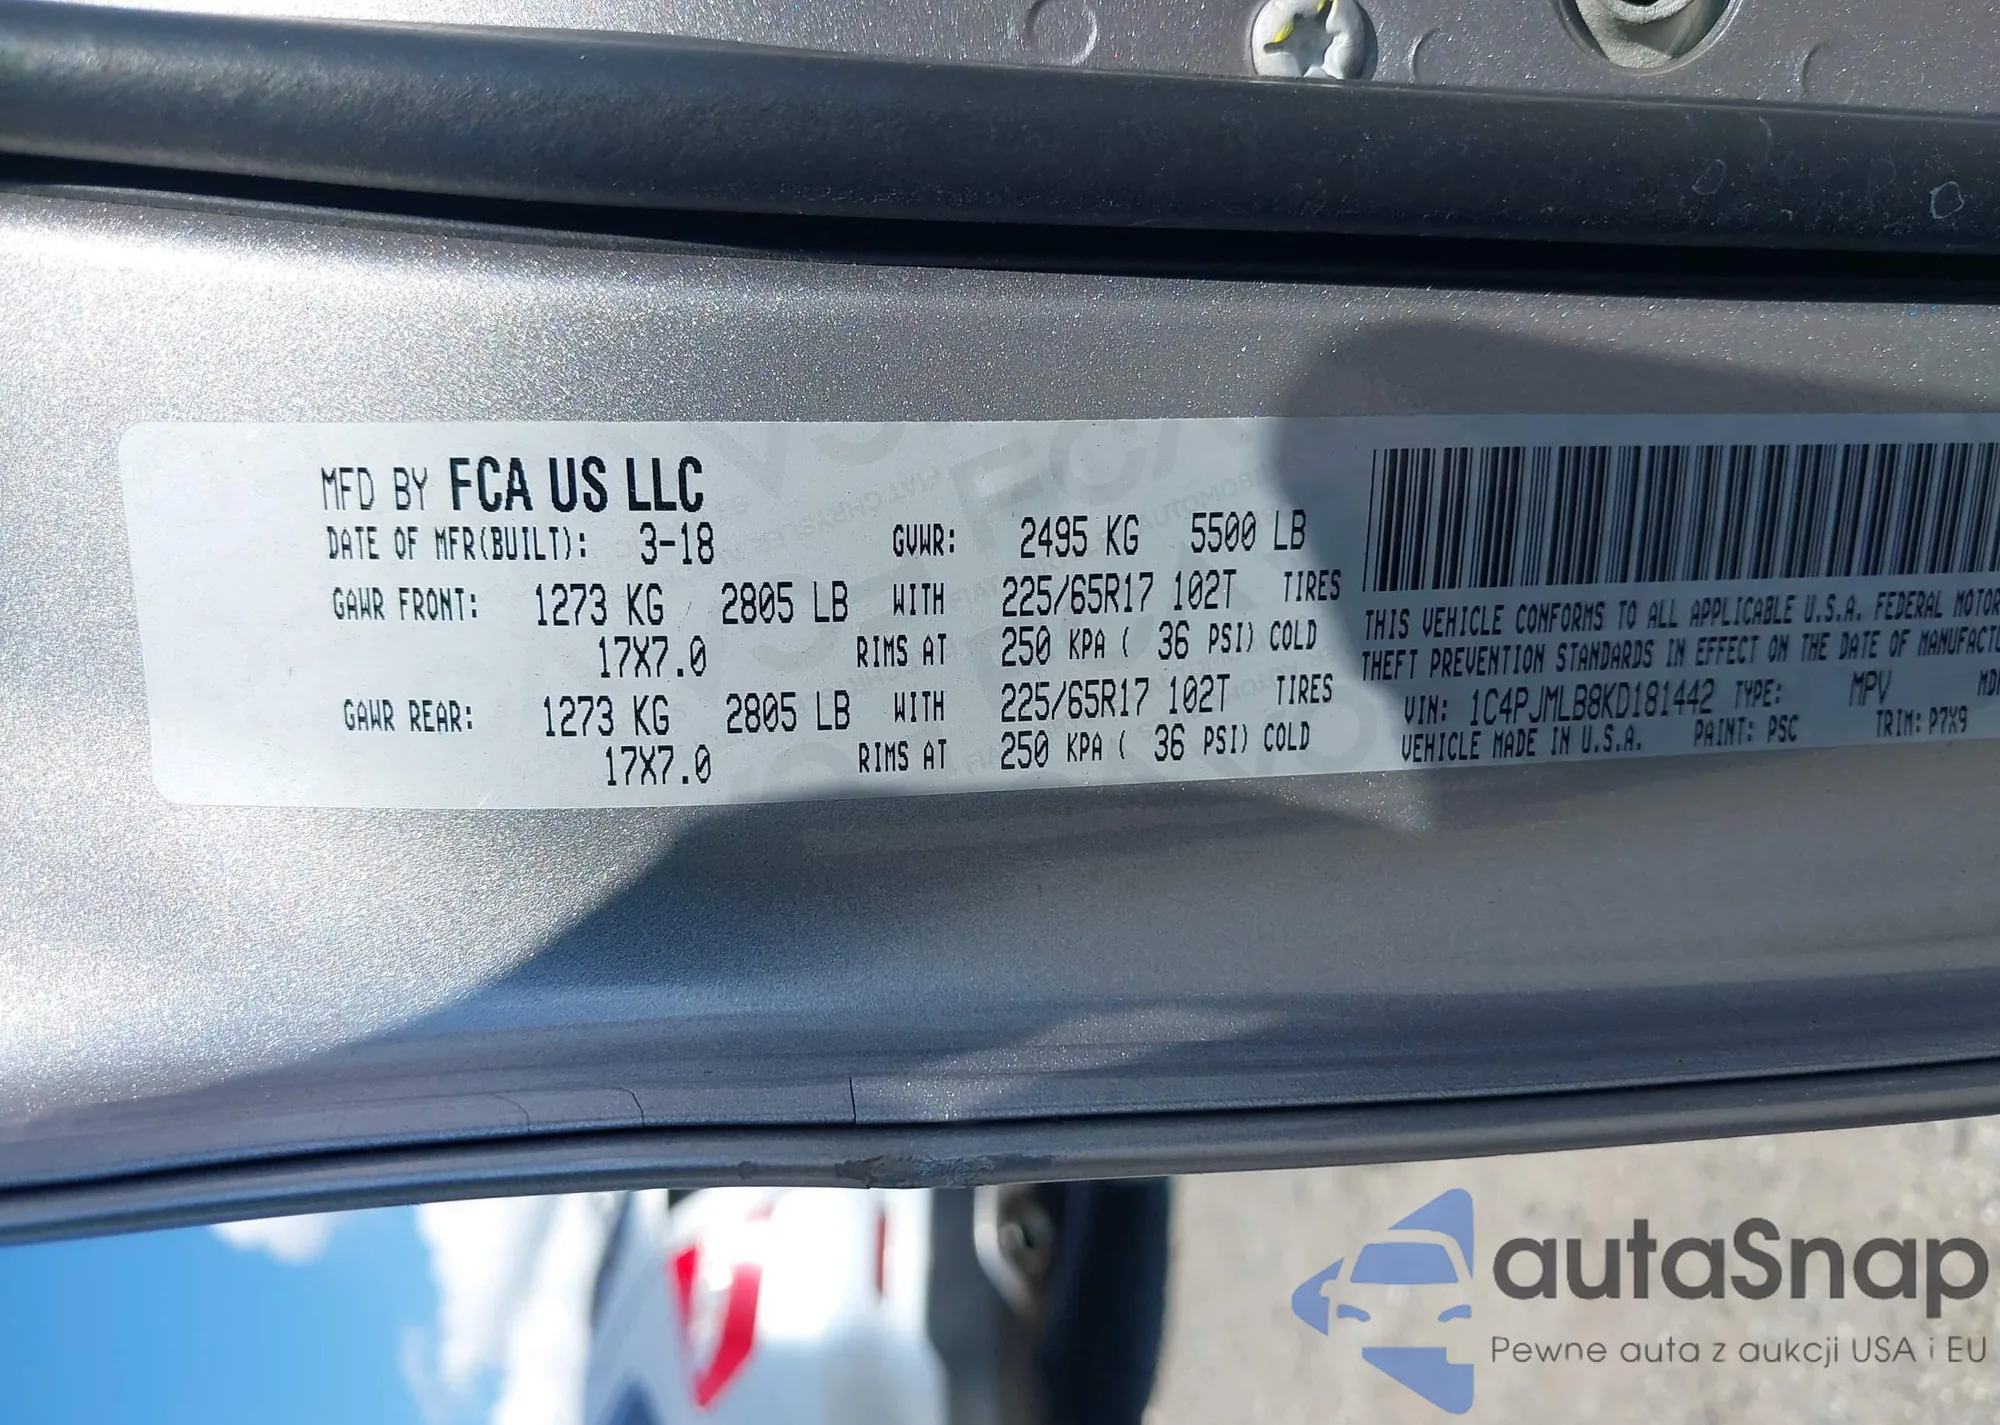 MFD BY FCA US LLC
DATE OF MFR(BUILT): 3-18 GVWR: 2495 KG 5500 LB
GAWR FRONT: 1273 KG 2805 LB WITH 225/65R17 102T TIRES
17X7.0 RIMS AT 250 KPA ( 36 PSI) COLD
GAWR REAR: 1273 KG 2805 LB WITH 225/65R17 102T TIRES
17X7.0 RIMS AT 250 KPA ( 36 PSI) COLD
THIS VEHICLE CONFORMS TO ALL APPLICABLE U.S.A. FEDERAL MOTOR
THEFT PREVENTION STANDARDS IN EFFECT ON THE DATE OF MANUFACTU
VIN: 1C4PJMLB8KD181442 TYPE: MPV
VEHICLE MADE IN U.S.A. PAINT: PSC TRIM: P7X9
autaSnap
Pewne auta z aukcji USA i EU